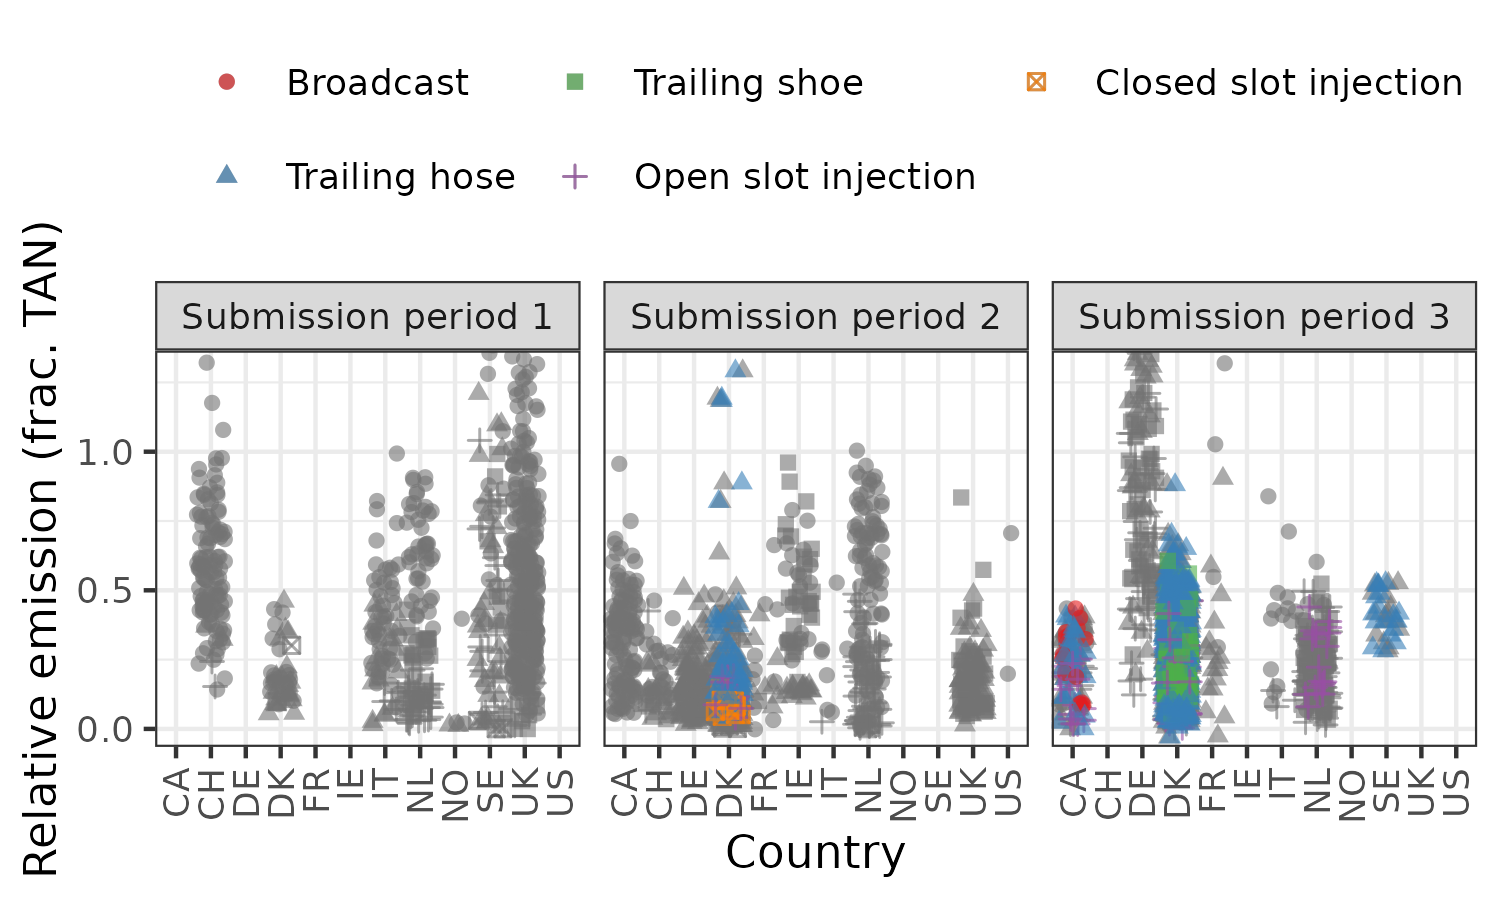 Broadcast
Trailing shoe
Closed slot injection
Trailing hose
Open slot injection
Relative emission (frac. TAN)
Submission period 1
Submission period 2
Submission period 3
1.0
0.5
0.0
CA CH DE DK FR IE IT NL NO SE UK US
CA CH DE DK FR IE IT NL NO SE UK US
CA CH DE DK FR IE IT NL NO SE UK US
Country